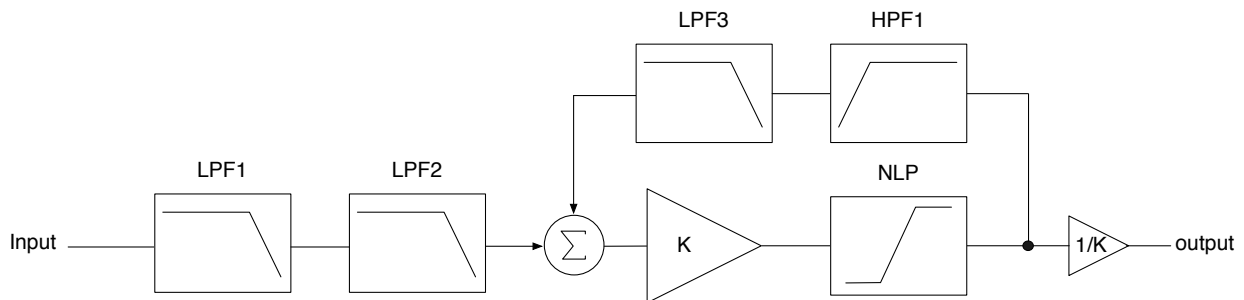 LPF3
HPF1
LPF1
LPF2
NLP
Input
Σ
K
1/K
output